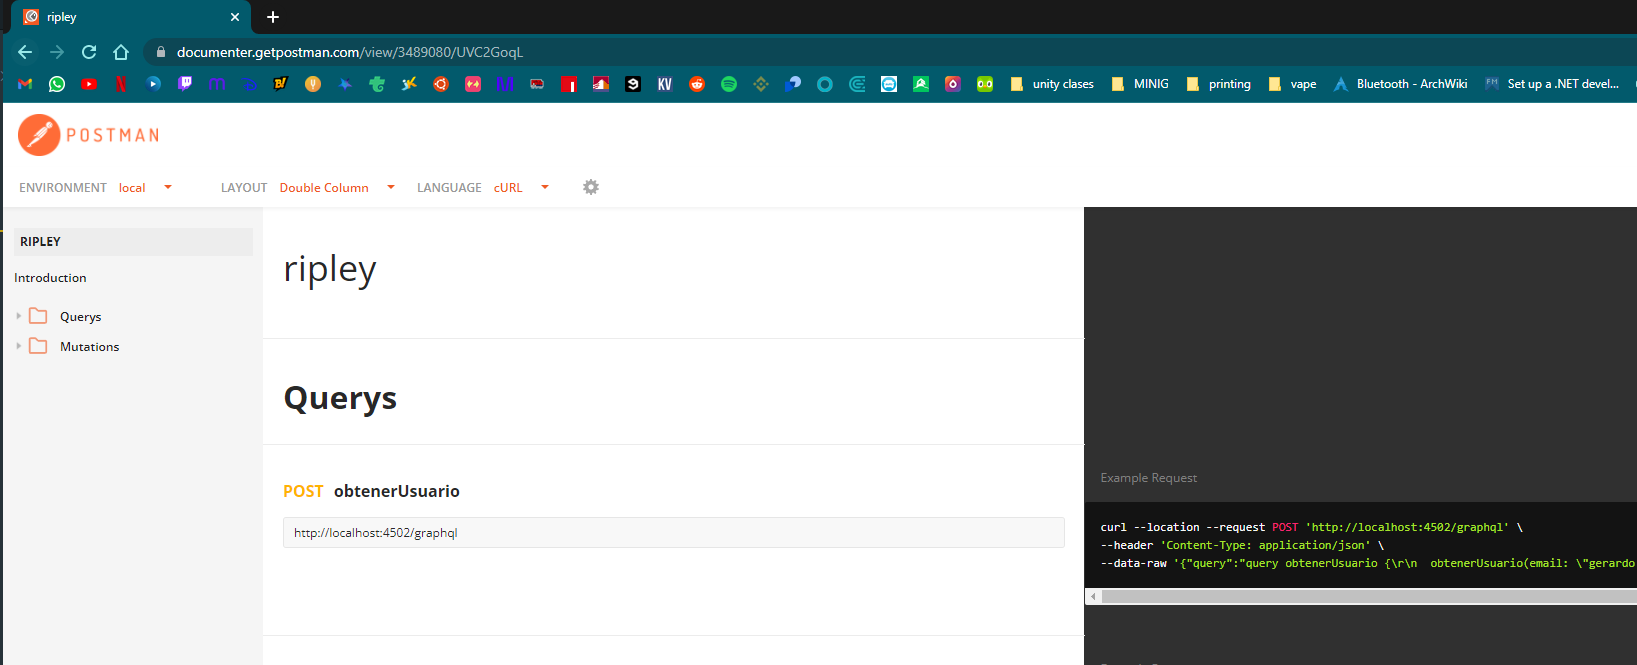 ripley
documenter.getpostman.com/view/3489080/UVC2GoqL
KV
unity clases
MINIG
printing
vape
Bluetooth - ArchWiki
FM
Set up a .NET devel...
POSTMAN
ENVIRONMENT local
LAYOUT Double Column
LANGUAGE cURL
RIPLEY
Introduction
Querys
Mutations
ripley
Querys
POST obtenerUsuario
http://localhost:4502/graphql
Example Request
curl --location --request POST 'http://localhost:4502/graphql' \
--header 'Content-Type: application/json' \
--data-raw '{"query":"query obtenerUsuario {\r\n  obtenerUsuario(email: \"gerardo